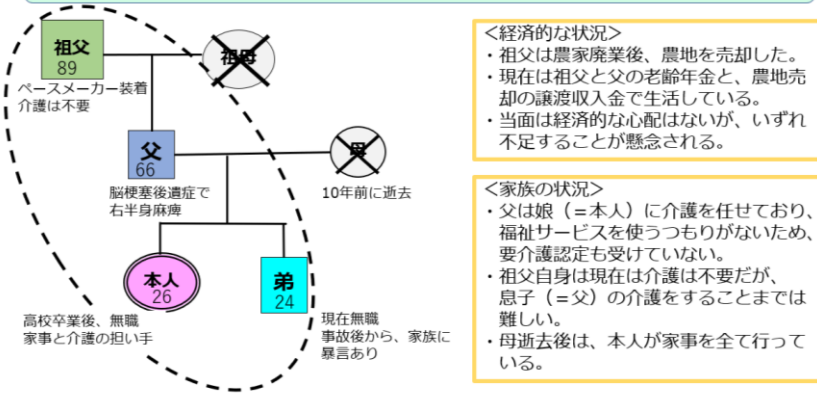 祖父
89
ペースメーカー装着
介護は不要
祖母
父
66
脳梗塞後遺症で
右半身麻痺
母
10年前に逝去
本人
26
高校卒業後、無職
家事と介護の担い手
弟
24
現在無職
事故後から、家族に
暴言あり
<経済的な状況>
・祖父は農家廃業後、農地を売却した。
・現在は祖父と父の老齢年金と、農地売
却の譲渡収入金で生活している。
・当面は経済的な心配はないが、いずれ
不足することが懸念される。
<家族の状況>
・父は娘（=本人）に介護を任せており、
福祉サービスを使うつもりがないため、
要介護認定も受けていない。
・祖父自身は現在は介護は不要だが、
息子（=父）の介護をすることまでは
難しい。
・母逝去後は、本人が家事を全て行って
いる。